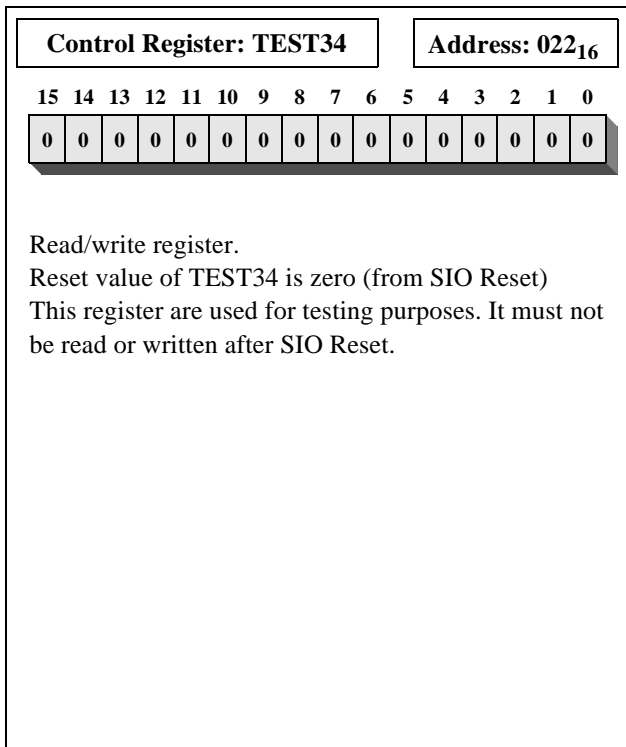 Control Register: TEST34 Address: 022₁₆
15 14 13 12 11 10 9 8 7 6 5 4 3 2 1 0
0 0 0 0 0 0 0 0 0 0 0 0 0 0 0 0
Read/write register.
Reset value of TEST34 is zero (from SIO Reset)
This register are used for testing purposes. It must not
be read or written after SIO Reset.